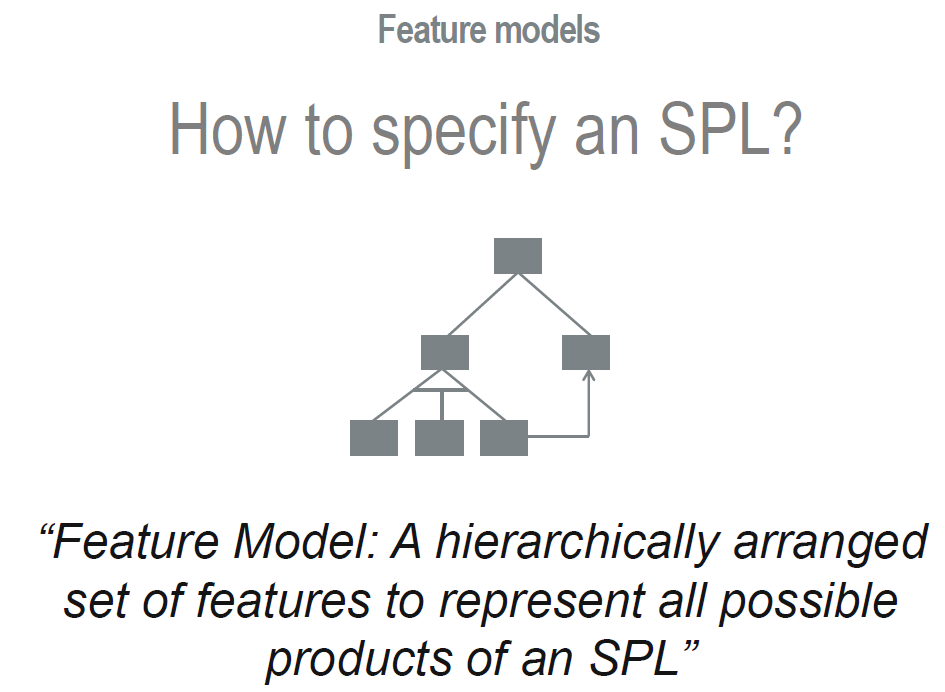 Feature models
How to specify an SPL?
“Feature Model: A hierarchically arranged
set of features to represent all possible
products of an SPL”